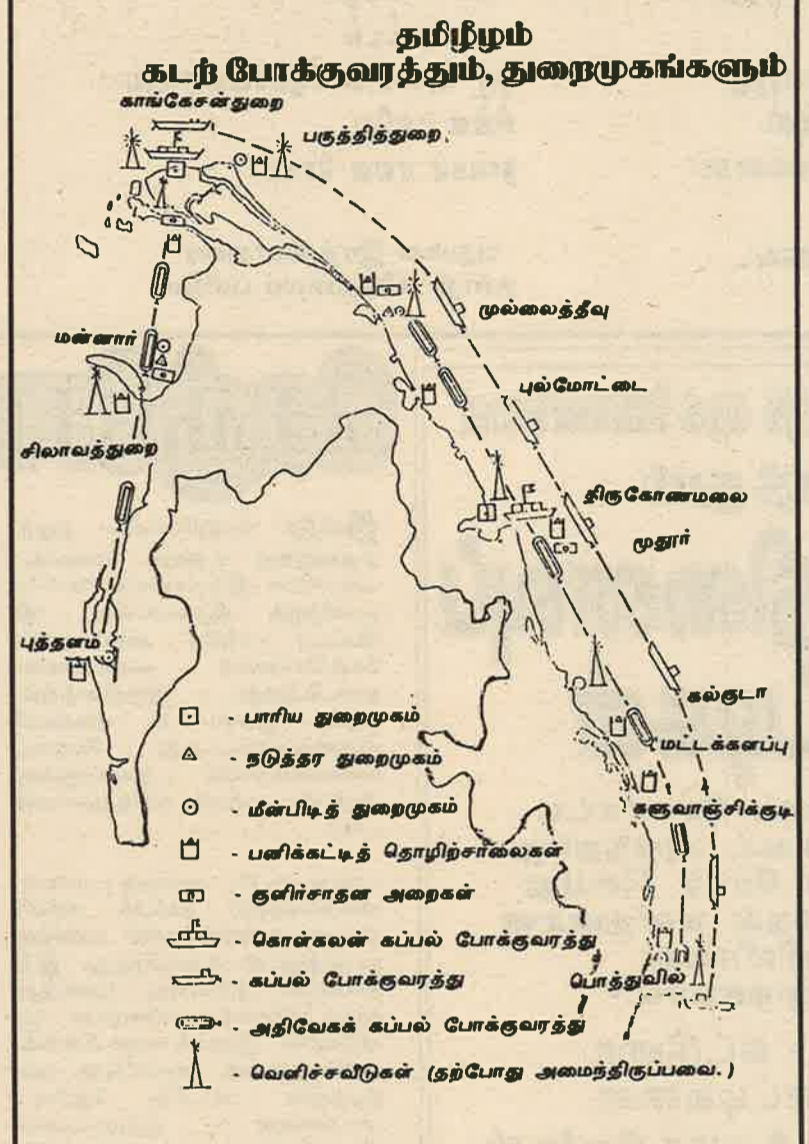 தமிழீழம்
கடற் போக்குவரத்தும், துறைமுகங்களும்
காங்கேசன்துறை
பருத்தித்துறை.
முல்லைத்தீவு
மன்னார்
புல்மோட்டை
சிலாவத்துறை
திருகோணமலை
மூதூர்
புத்தளம்
கல்குடா
மட்டக்களப்பு
களுவாஞ்சிக்குடி
பொத்துவில்
- பாரிய துறைமுகம்
- நடுத்தர துறைமுகம்
- மீன்பிடித் துறைமுகம்
- பனிக்கட்டித் தொழிற்சாலைகள்
- குளிர்சாதன அறைகள்
- கொள்கலன் கப்பல் போக்குவரத்து
- கப்பல் போக்குவரத்து
- அதிவேகக் கப்பல் போக்குவரத்து
- வெளிச்சவீடுகள் (தற்போது அமைந்திருப்பவை.)